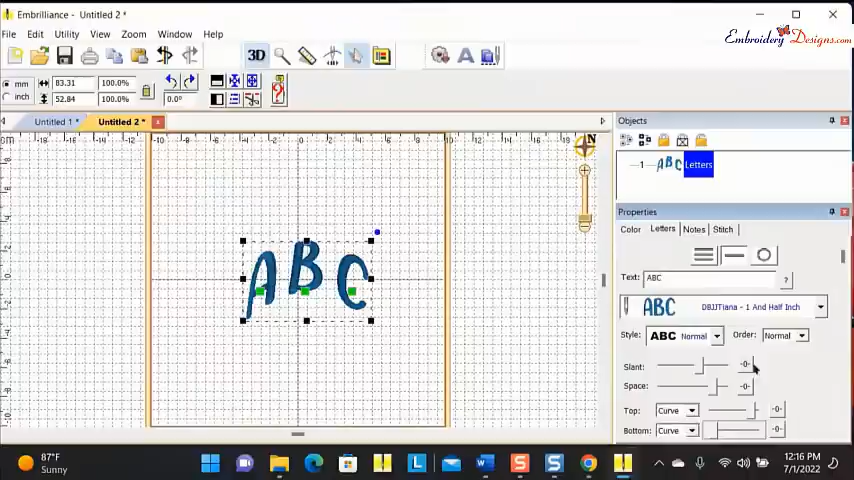 Embrilliance - Untitled 2 *
EmbroideryDesigns.com
File Edit Utility View Zoom Window Help
3D
mm
83.31 100.0%
inch
52.84 100.0%
0.0°
Untitled 1 *
Untitled 2 * x
cm
N
Objects
1 ABC Letters
Properties
Color Letters Notes Stitch
Text: ABC ?
ABC DBJJTiana - 1 And Half Inch
Style: ABC Normal Order: Normal
Slant: -0-
Space: -0-
Top: Curve -0-
Bottom: Curve -0-
ABC
87°F
Sunny
12:16 PM
7/1/2022